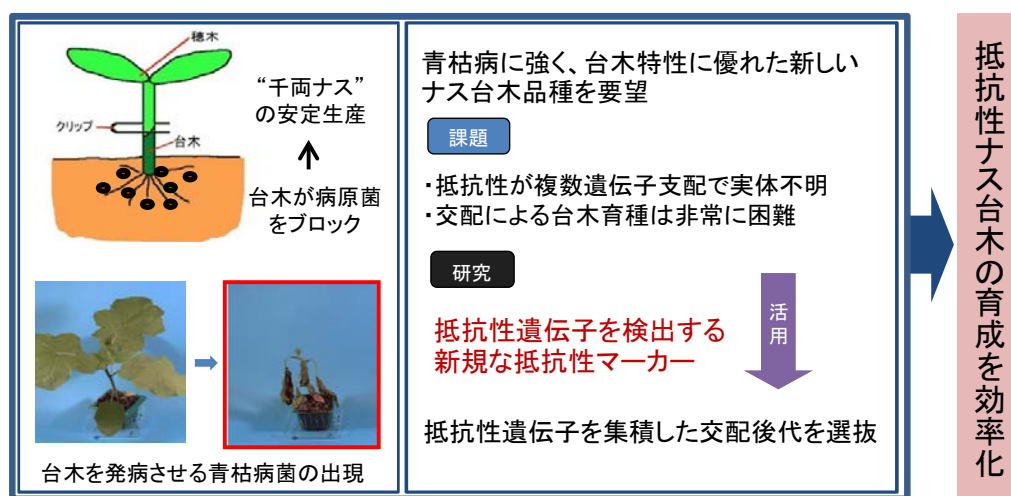 穂木
クリップ
台木
“千両ナス”
の安定生産
台木が病原菌
をブロック
台木を発病させる青枯病菌の出現
青枯病に強く、台木特性に優れた新しい
ナス台木品種を要望
課題
・抵抗性が複数遺伝子支配で実体不明
・交配による台木育種は非常に困難
研究
抵抗性遺伝子を検出する
新規な抵抗性マーカー
活用
抵抗性遺伝子を集積した交配後代を選抜
抵抗性ナス台木の育成を効率化